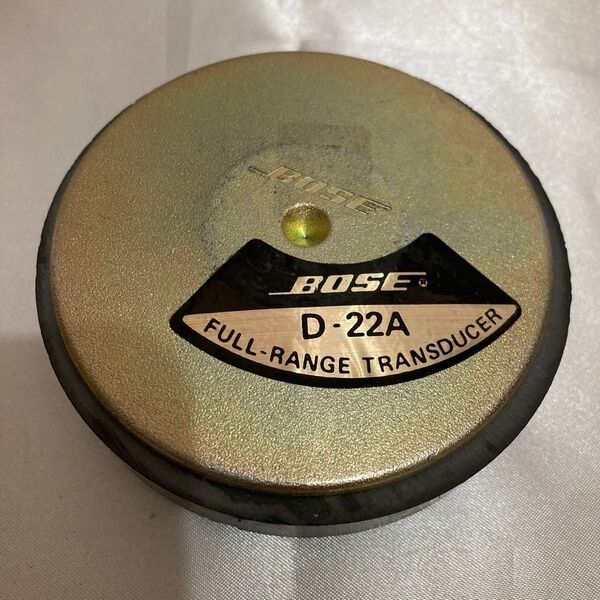 BOSE
BOSE®
D-22A
FULL-RANGE TRANSDUCER